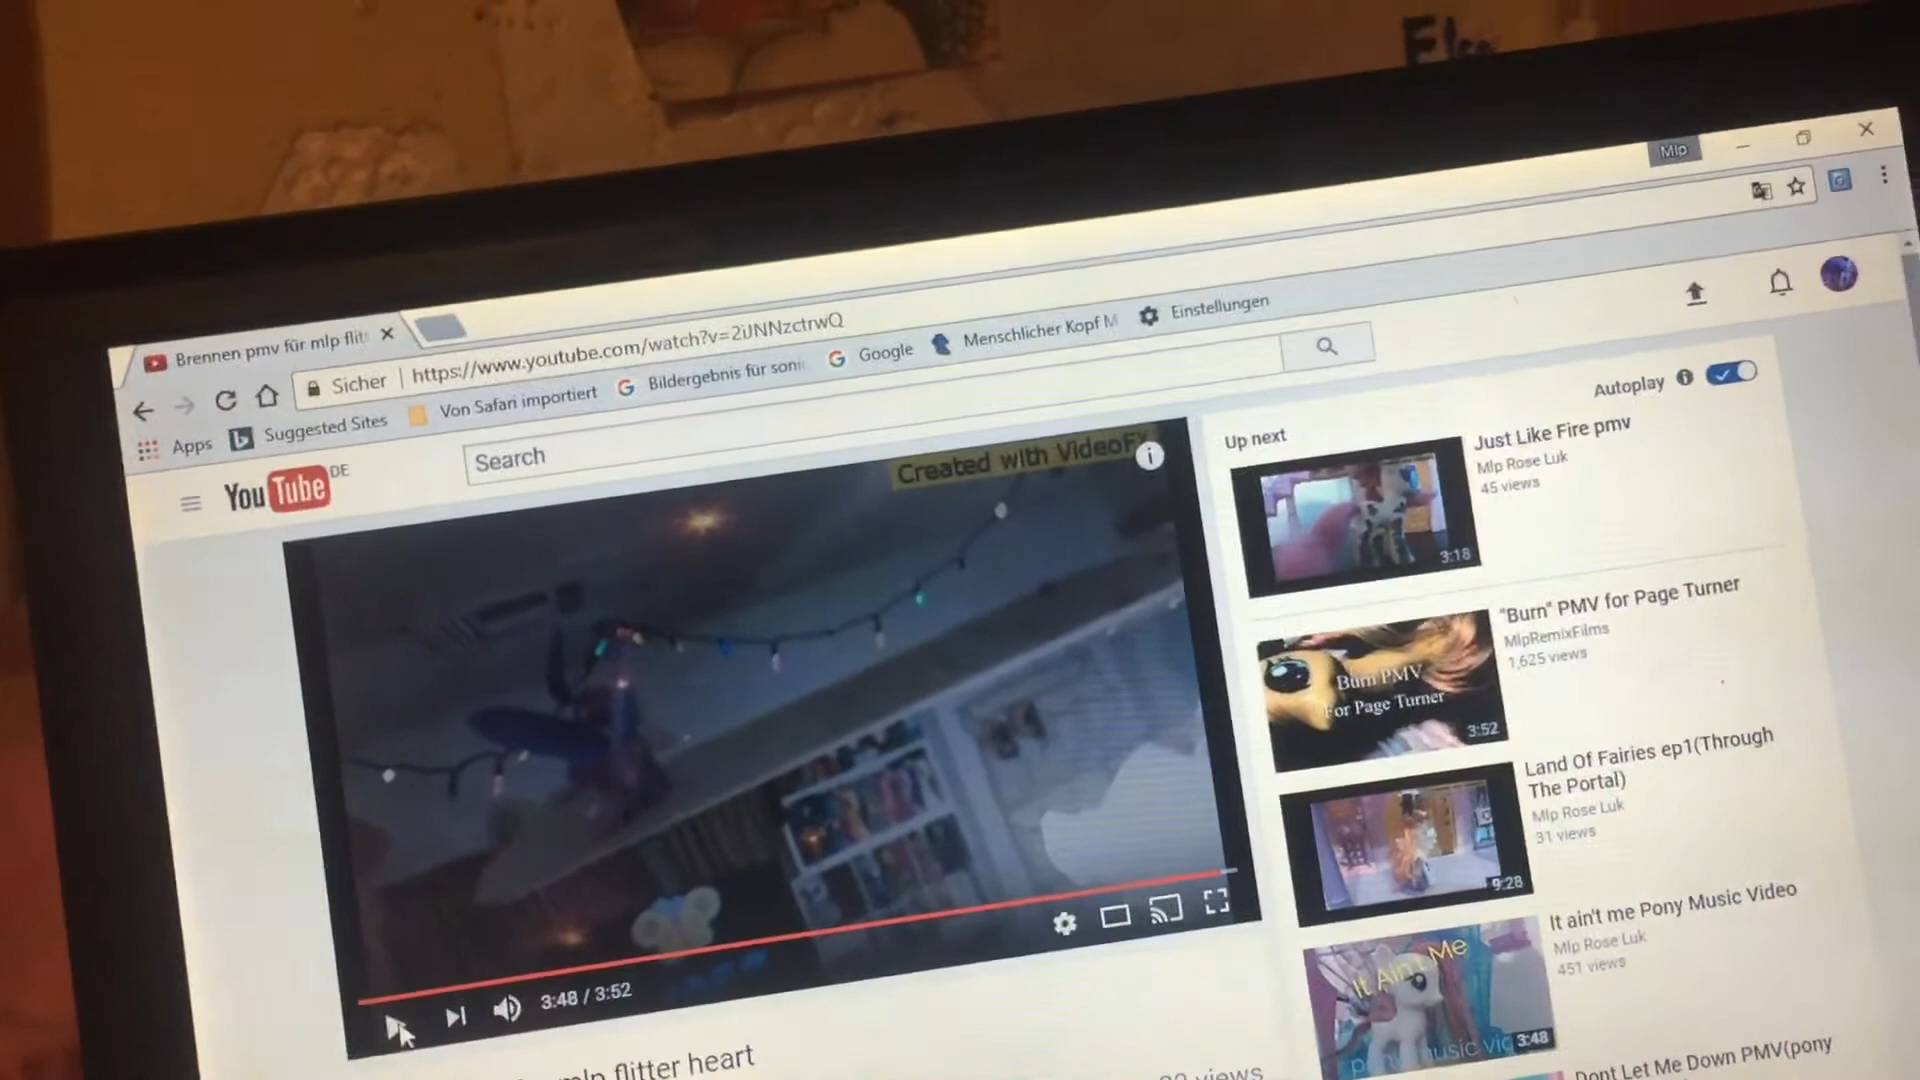 Mlp
Brennen pmv für mlp flit
Sicher | https://www.youtube.com/watch?v=2iJNNzctrwQ
Apps
Suggested Sites
Von Safari importiert
Bildergebnis für soni
Google
Menschlicher Kopf M
Einstellungen
YouTube DE
Search
Created with VideoFx
3:48 / 3:52
mlp flitter heart
views
Autoplay
Up next
Just Like Fire pmv
Mlp Rose Luk
45 views
3:18
"Burn" PMV for Page Turner
MlpRemixFilms
1,625 views
Burn PMV
For Page Turner
3:52
Land Of Fairies ep1(Through
The Portal)
Mlp Rose Luk
31 views
9:28
It ain't me Pony Music Video
Mlp Rose Luk
451 views
It Ain't Me
pony music vid
3:48
Dont Let Me Down PMV(pony